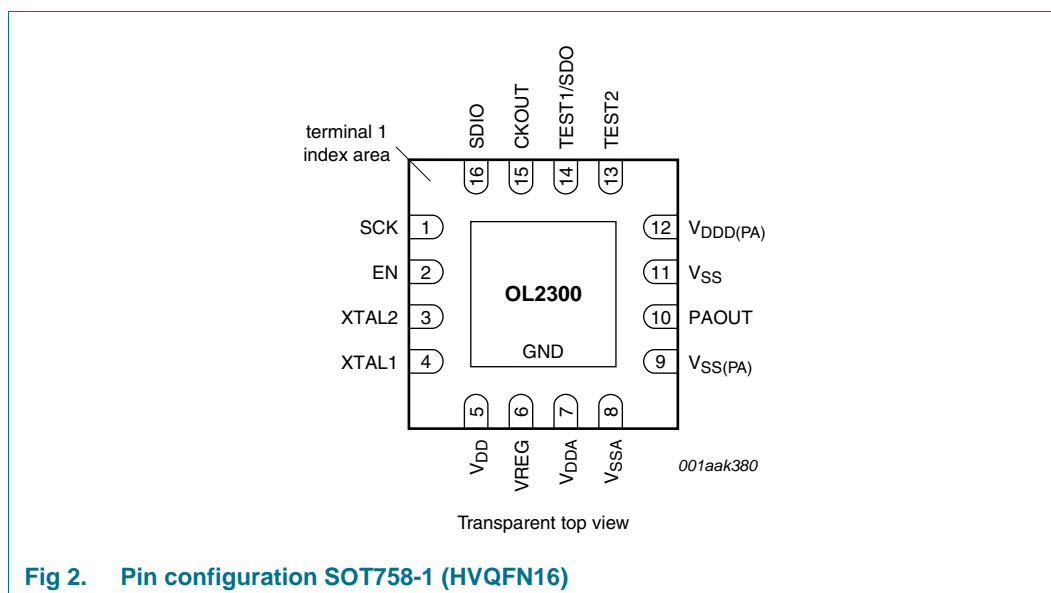 SDIO
CKOUT
TEST1/SDO
TEST2
terminal 1
index area
16
15
14
13
SCK 1
12 VDDD(PA)
EN 2
11 VSS
OL2300
XTAL2 3
10 PAOUT
XTAL1 4
GND
9 VSS(PA)
5
6
7
8
VDD
VREG
VDDA
VSSA
001aak380
Transparent top view
Fig 2. Pin configuration SOT758-1 (HVQFN16)